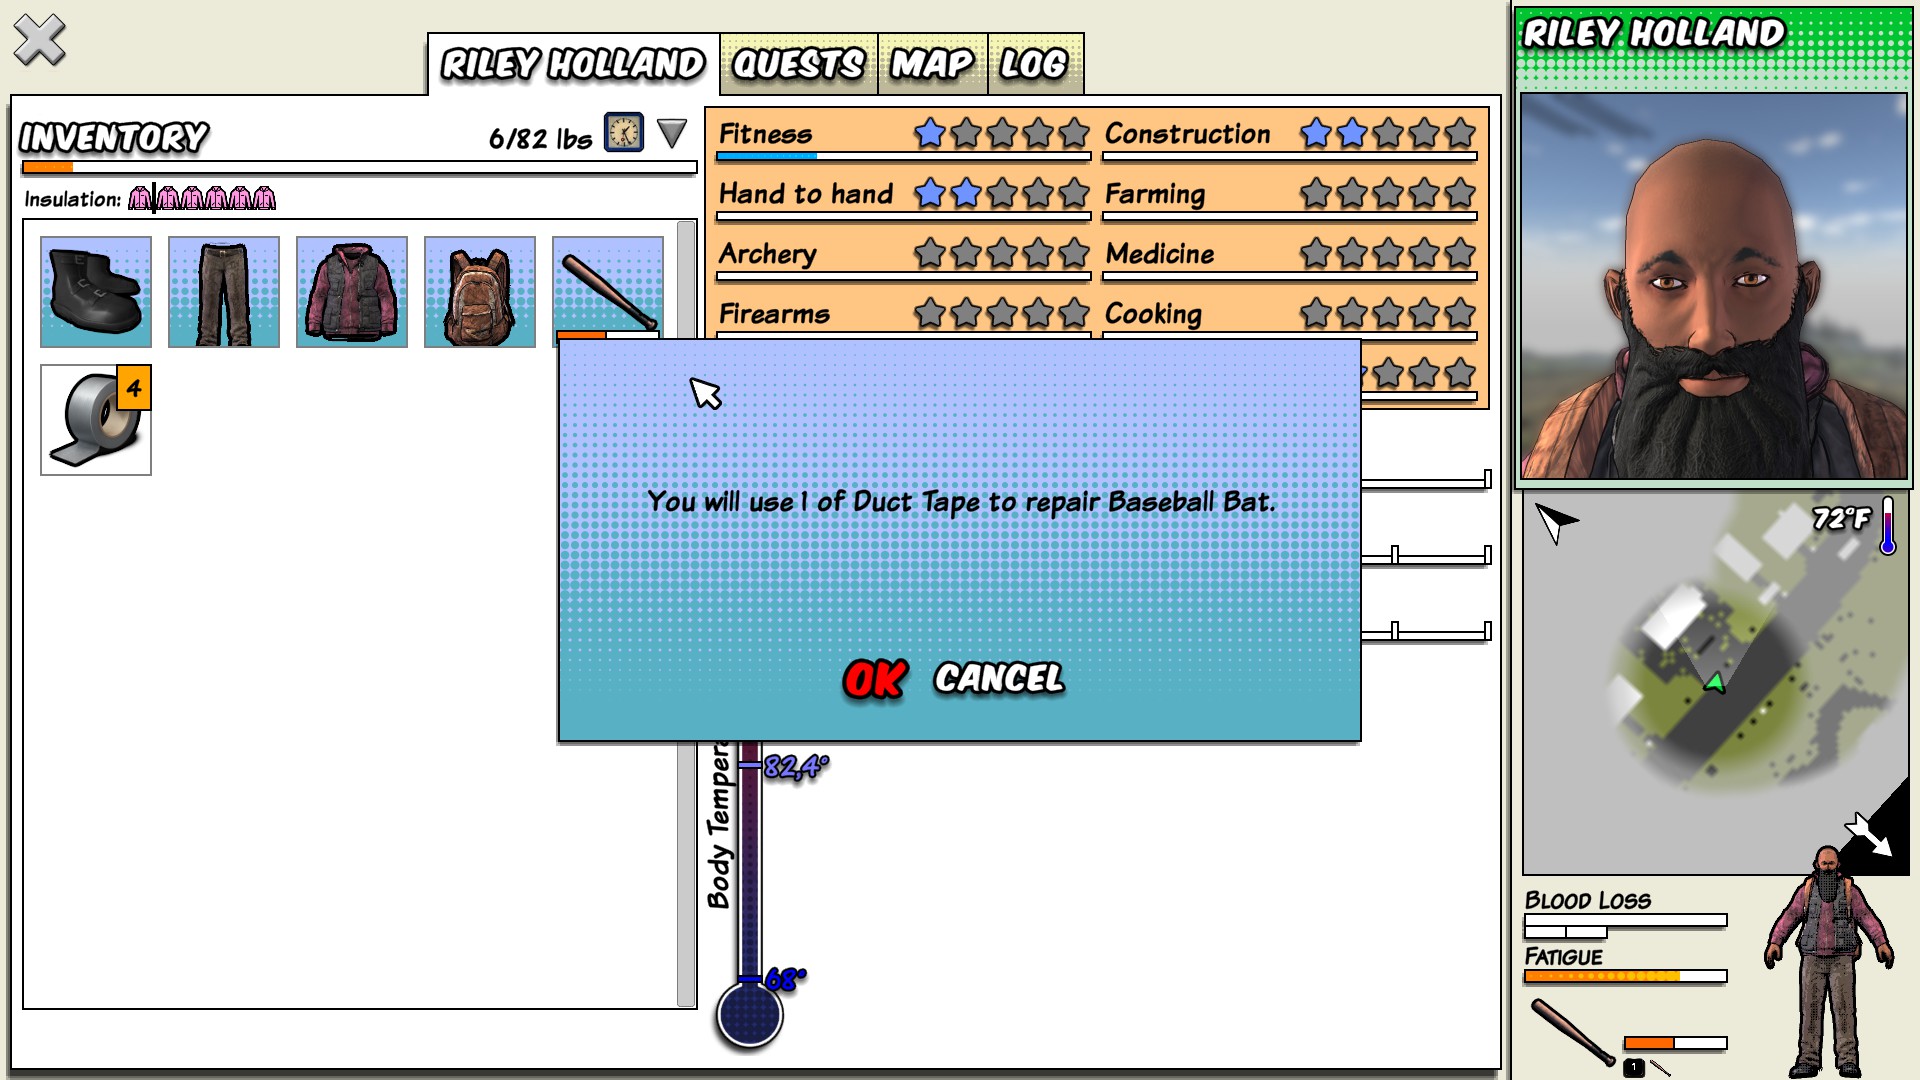 RILEY HOLLAND
QUESTS
MAP
LOG
INVENTORY
6/82 lbs
Insulation:
4
Fitness
Construction
Hand to hand
Farming
Archery
Medicine
Firearms
Cooking
You will use 1 of Duct Tape to repair Baseball Bat.
OK
CANCEL
82,4°
68°
RILEY HOLLAND
72°F
BLOOD LOSS
FATIGUE
1